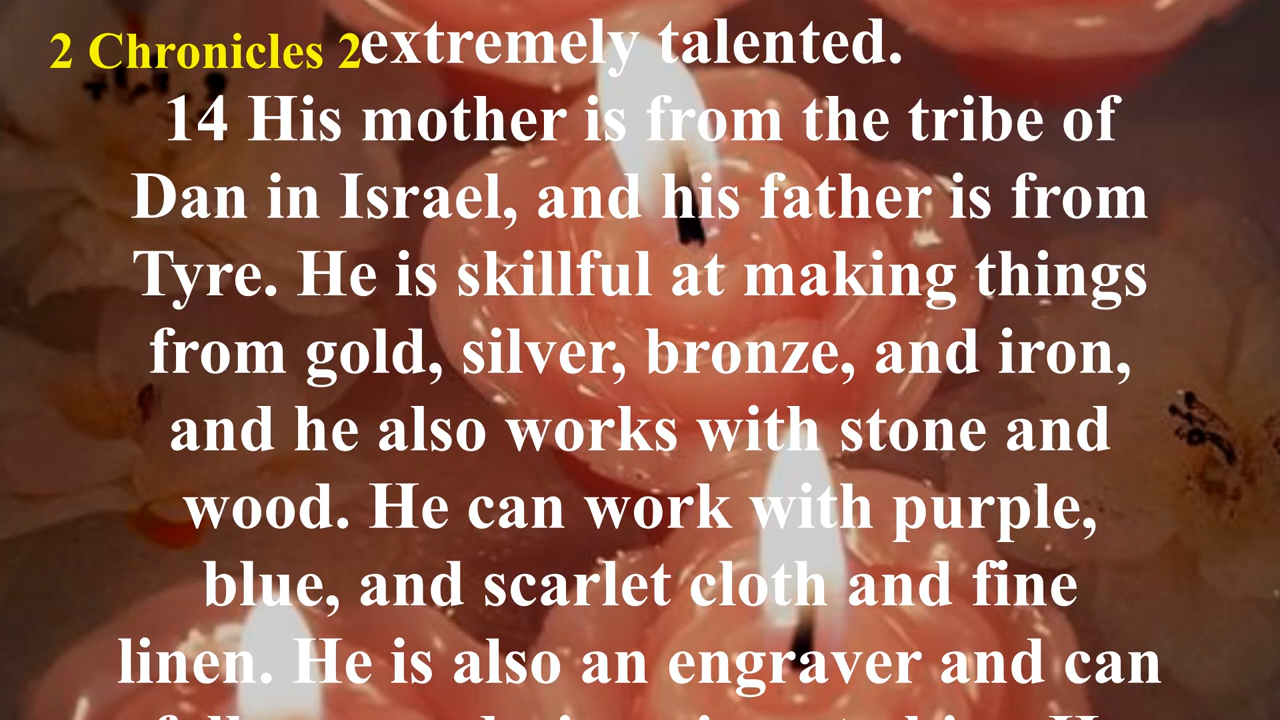 2 Chronicles 2
extremely talented.
14 His mother is from the tribe of
Dan in Israel, and his father is from
Tyre. He is skillful at making things
from gold, silver, bronze, and iron,
and he also works with stone and
wood. He can work with purple,
blue, and scarlet cloth and fine
linen. He is also an engraver and can